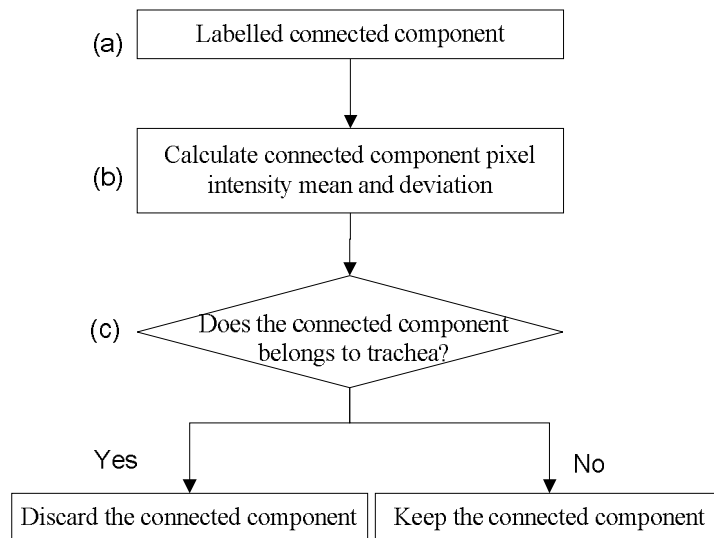 (a)
Labelled connected component
(b)
Calculate connected component pixel
intensity mean and deviation
(c)
Does the connected component
belongs to trachea?
Yes
No
Discard the connected component
Keep the connected component